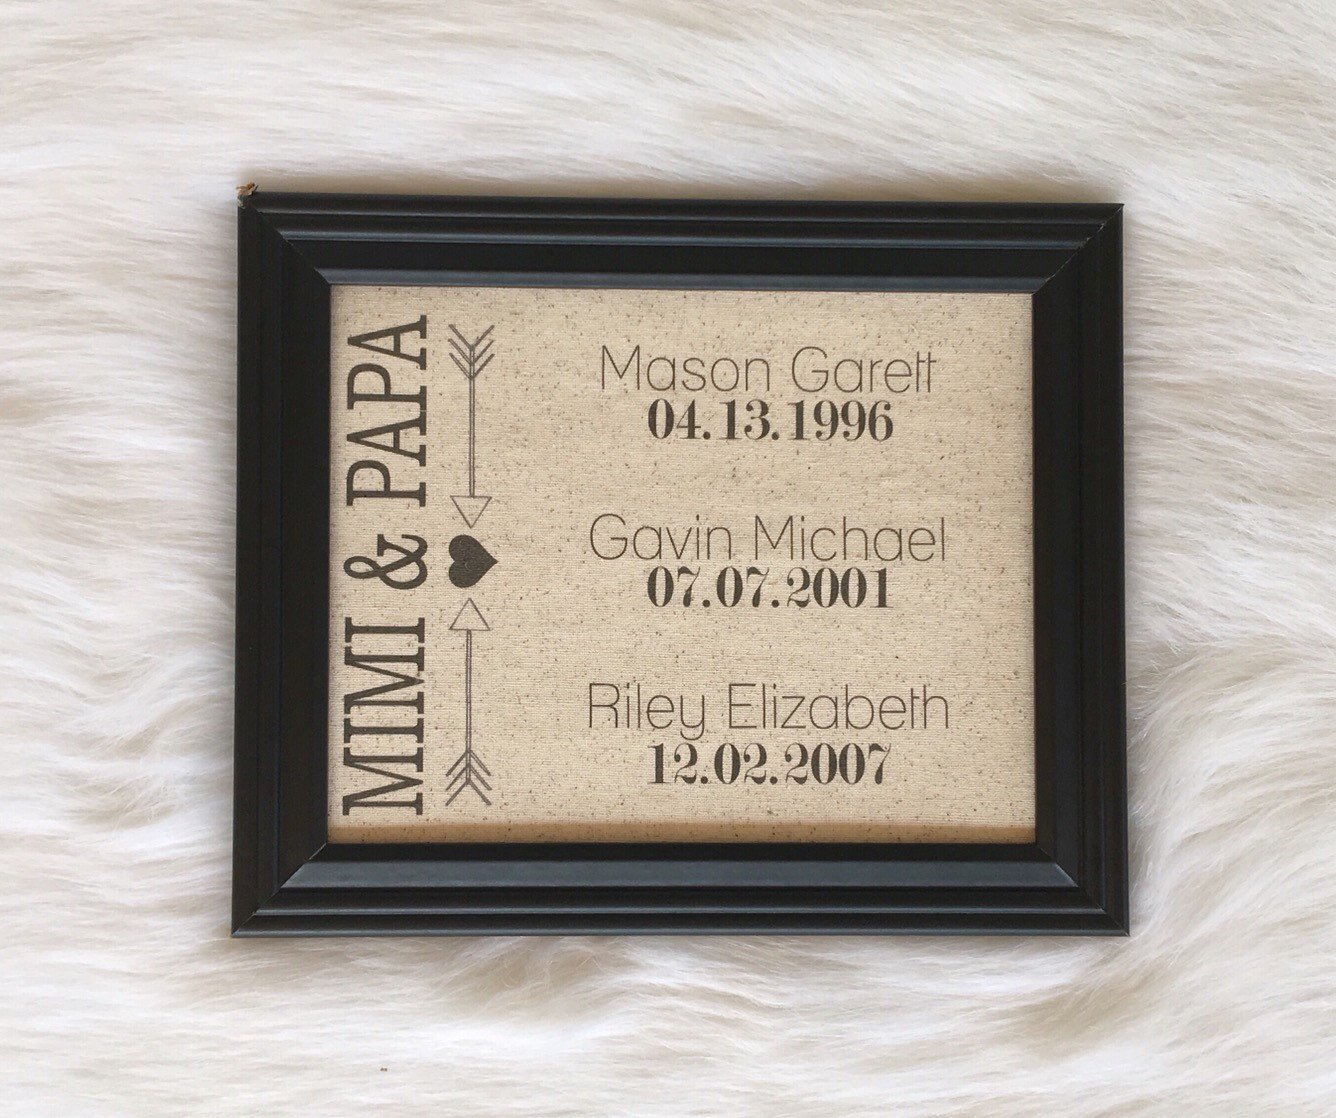 MIMI & PAPA
Mason Garett
04.13.1996
Gavin Michael
07.07.2001
Riley Elizabeth
12.02.2007